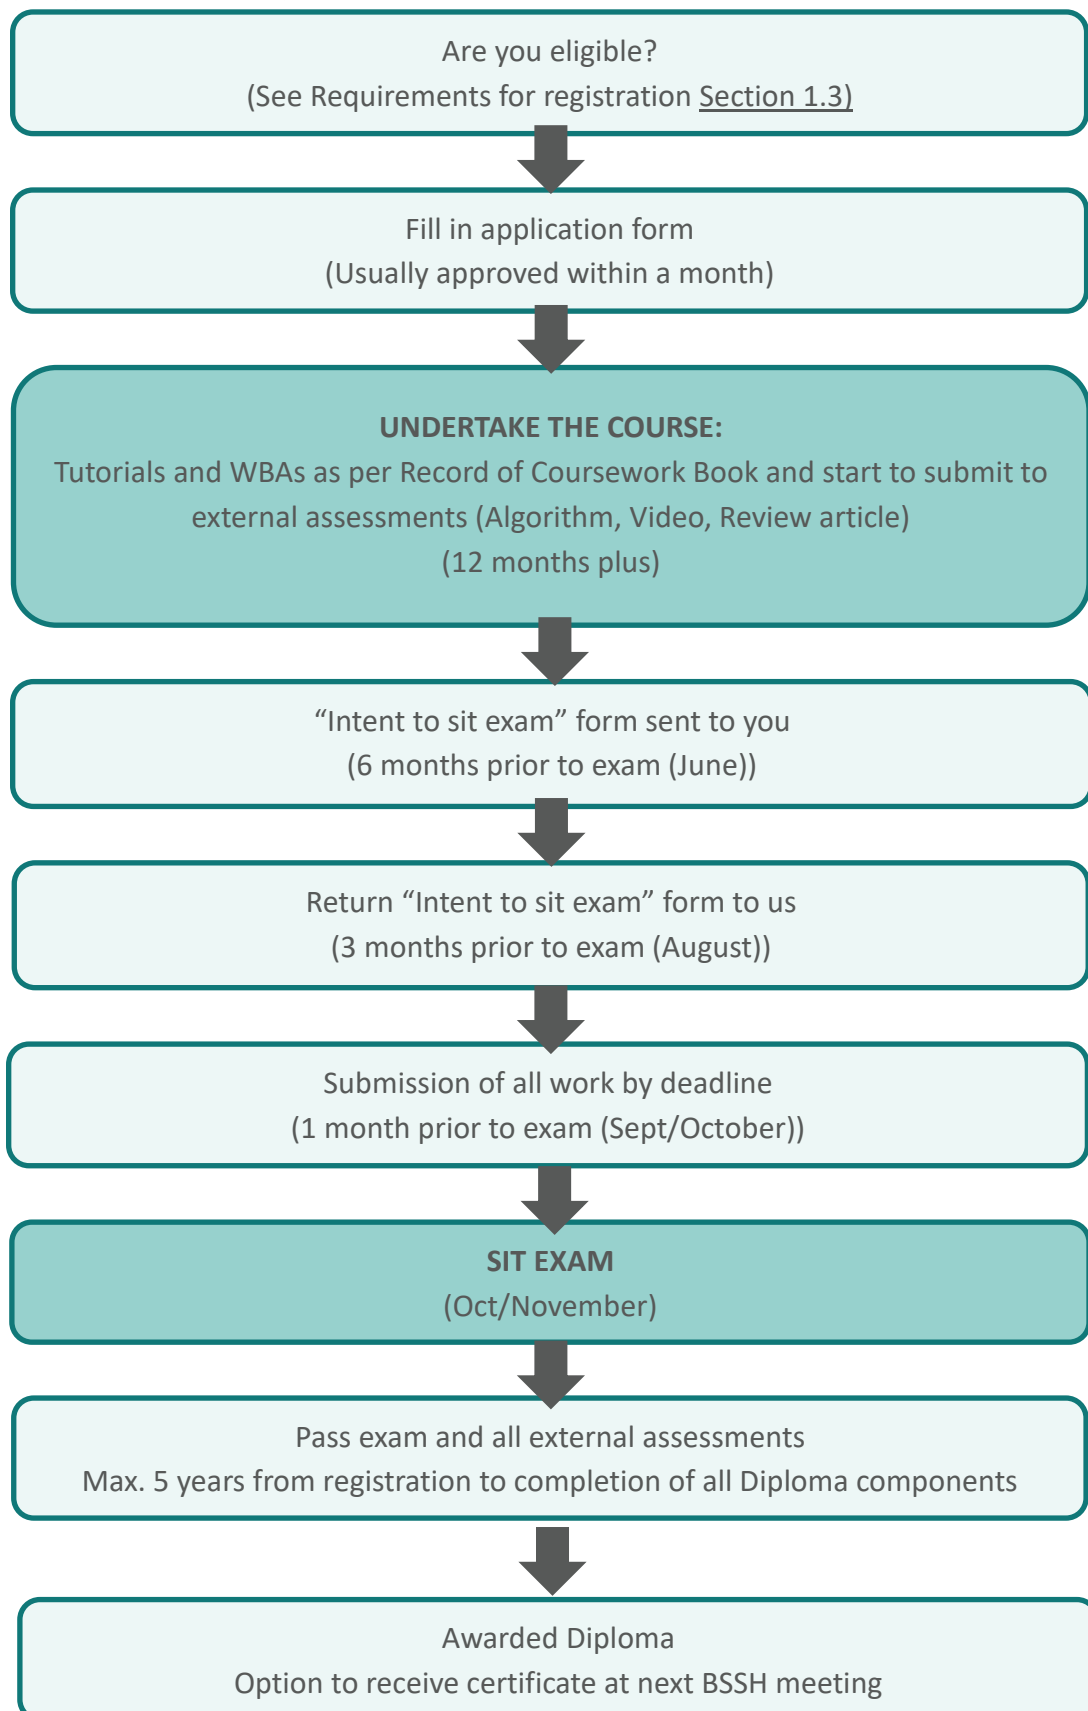 Are you eligible?
(See Requirements for registration Section 1.3)
Fill in application form
(Usually approved within a month)
UNDERTAKE THE COURSE:
Tutorials and WBAs as per Record of Coursework Book and start to submit to
external assessments (Algorithm, Video, Review article)
(12 months plus)
“Intent to sit exam” form sent to you
(6 months prior to exam (June))
Return “Intent to sit exam” form to us
(3 months prior to exam (August))
Submission of all work by deadline
(1 month prior to exam (Sept/October))
SIT EXAM
(Oct/November)
Pass exam and all external assessments
Max. 5 years from registration to completion of all Diploma components
Awarded Diploma
Option to receive certificate at next BSSH meeting